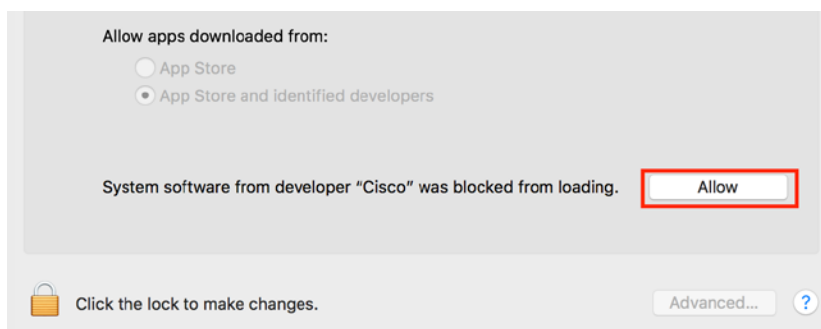 Allow apps downloaded from:
App Store
App Store and identified developers
System software from developer “Cisco” was blocked from loading. Allow
Click the lock to make changes. Advanced... ?